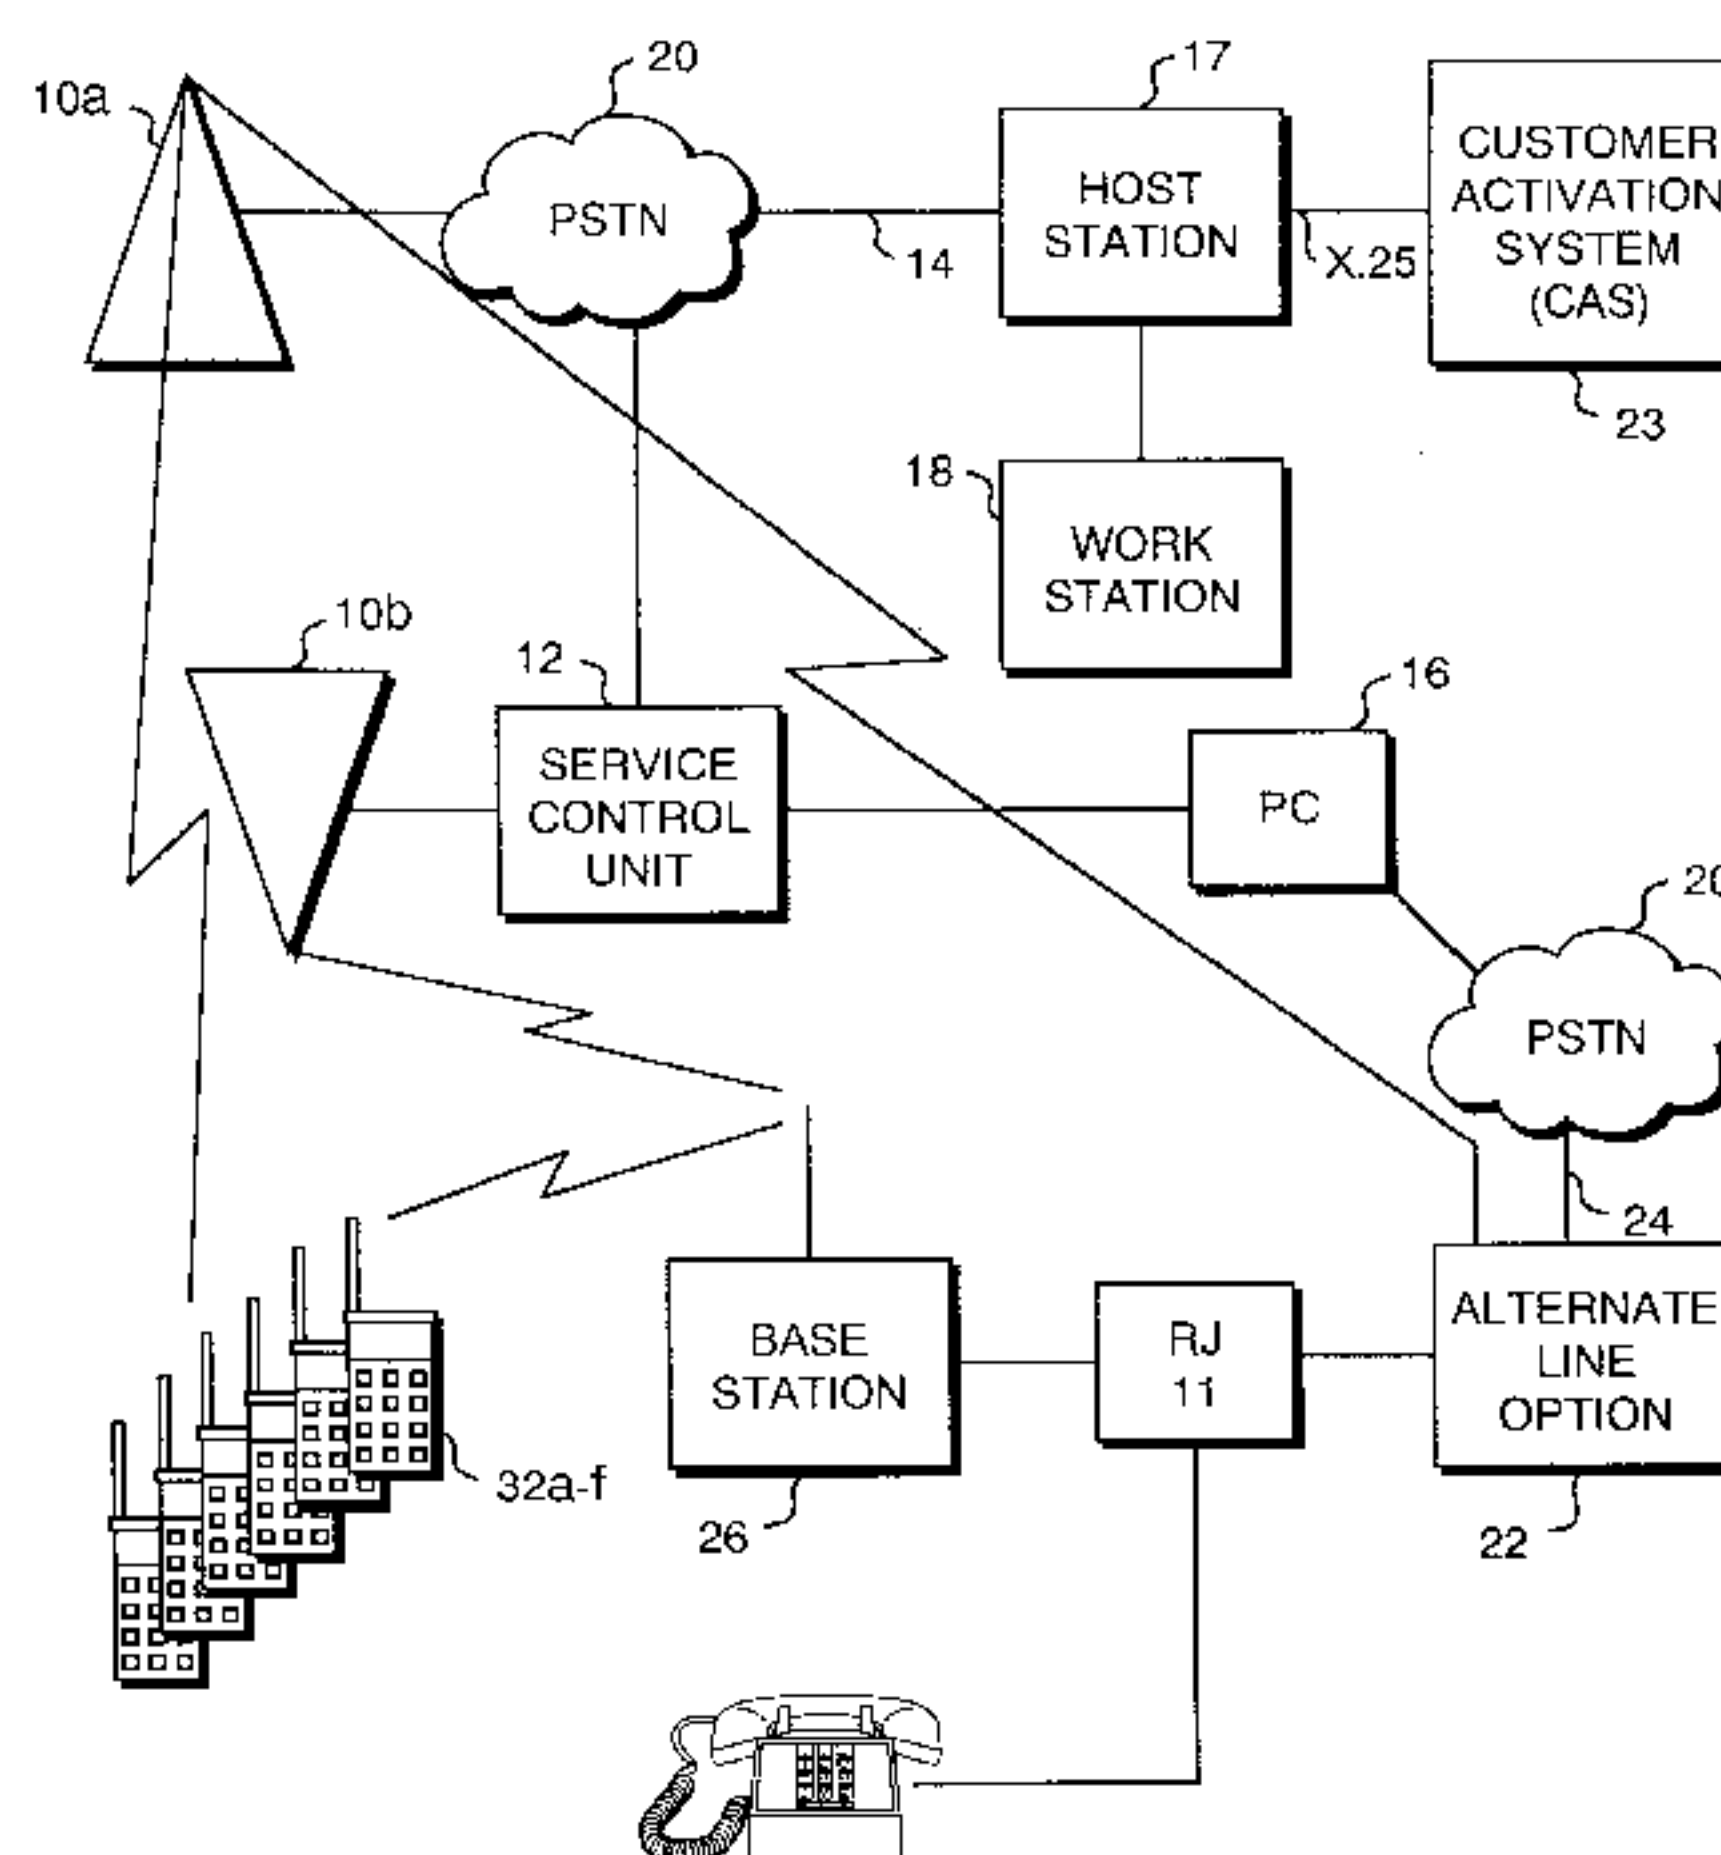 20
17
10a
CUSTOMER
ACTIVATION
SYSTEM
(CAS)
HOST
STATION
PSTN
14
X.25
23
18
WORK
STATION
10b
12
16
SERVICE
CONTROL
UNIT
PC
20
PSTN
24
ALTERNATE
LINE
OPTION
BASE
STATION
RJ
11
32a-f
26
22